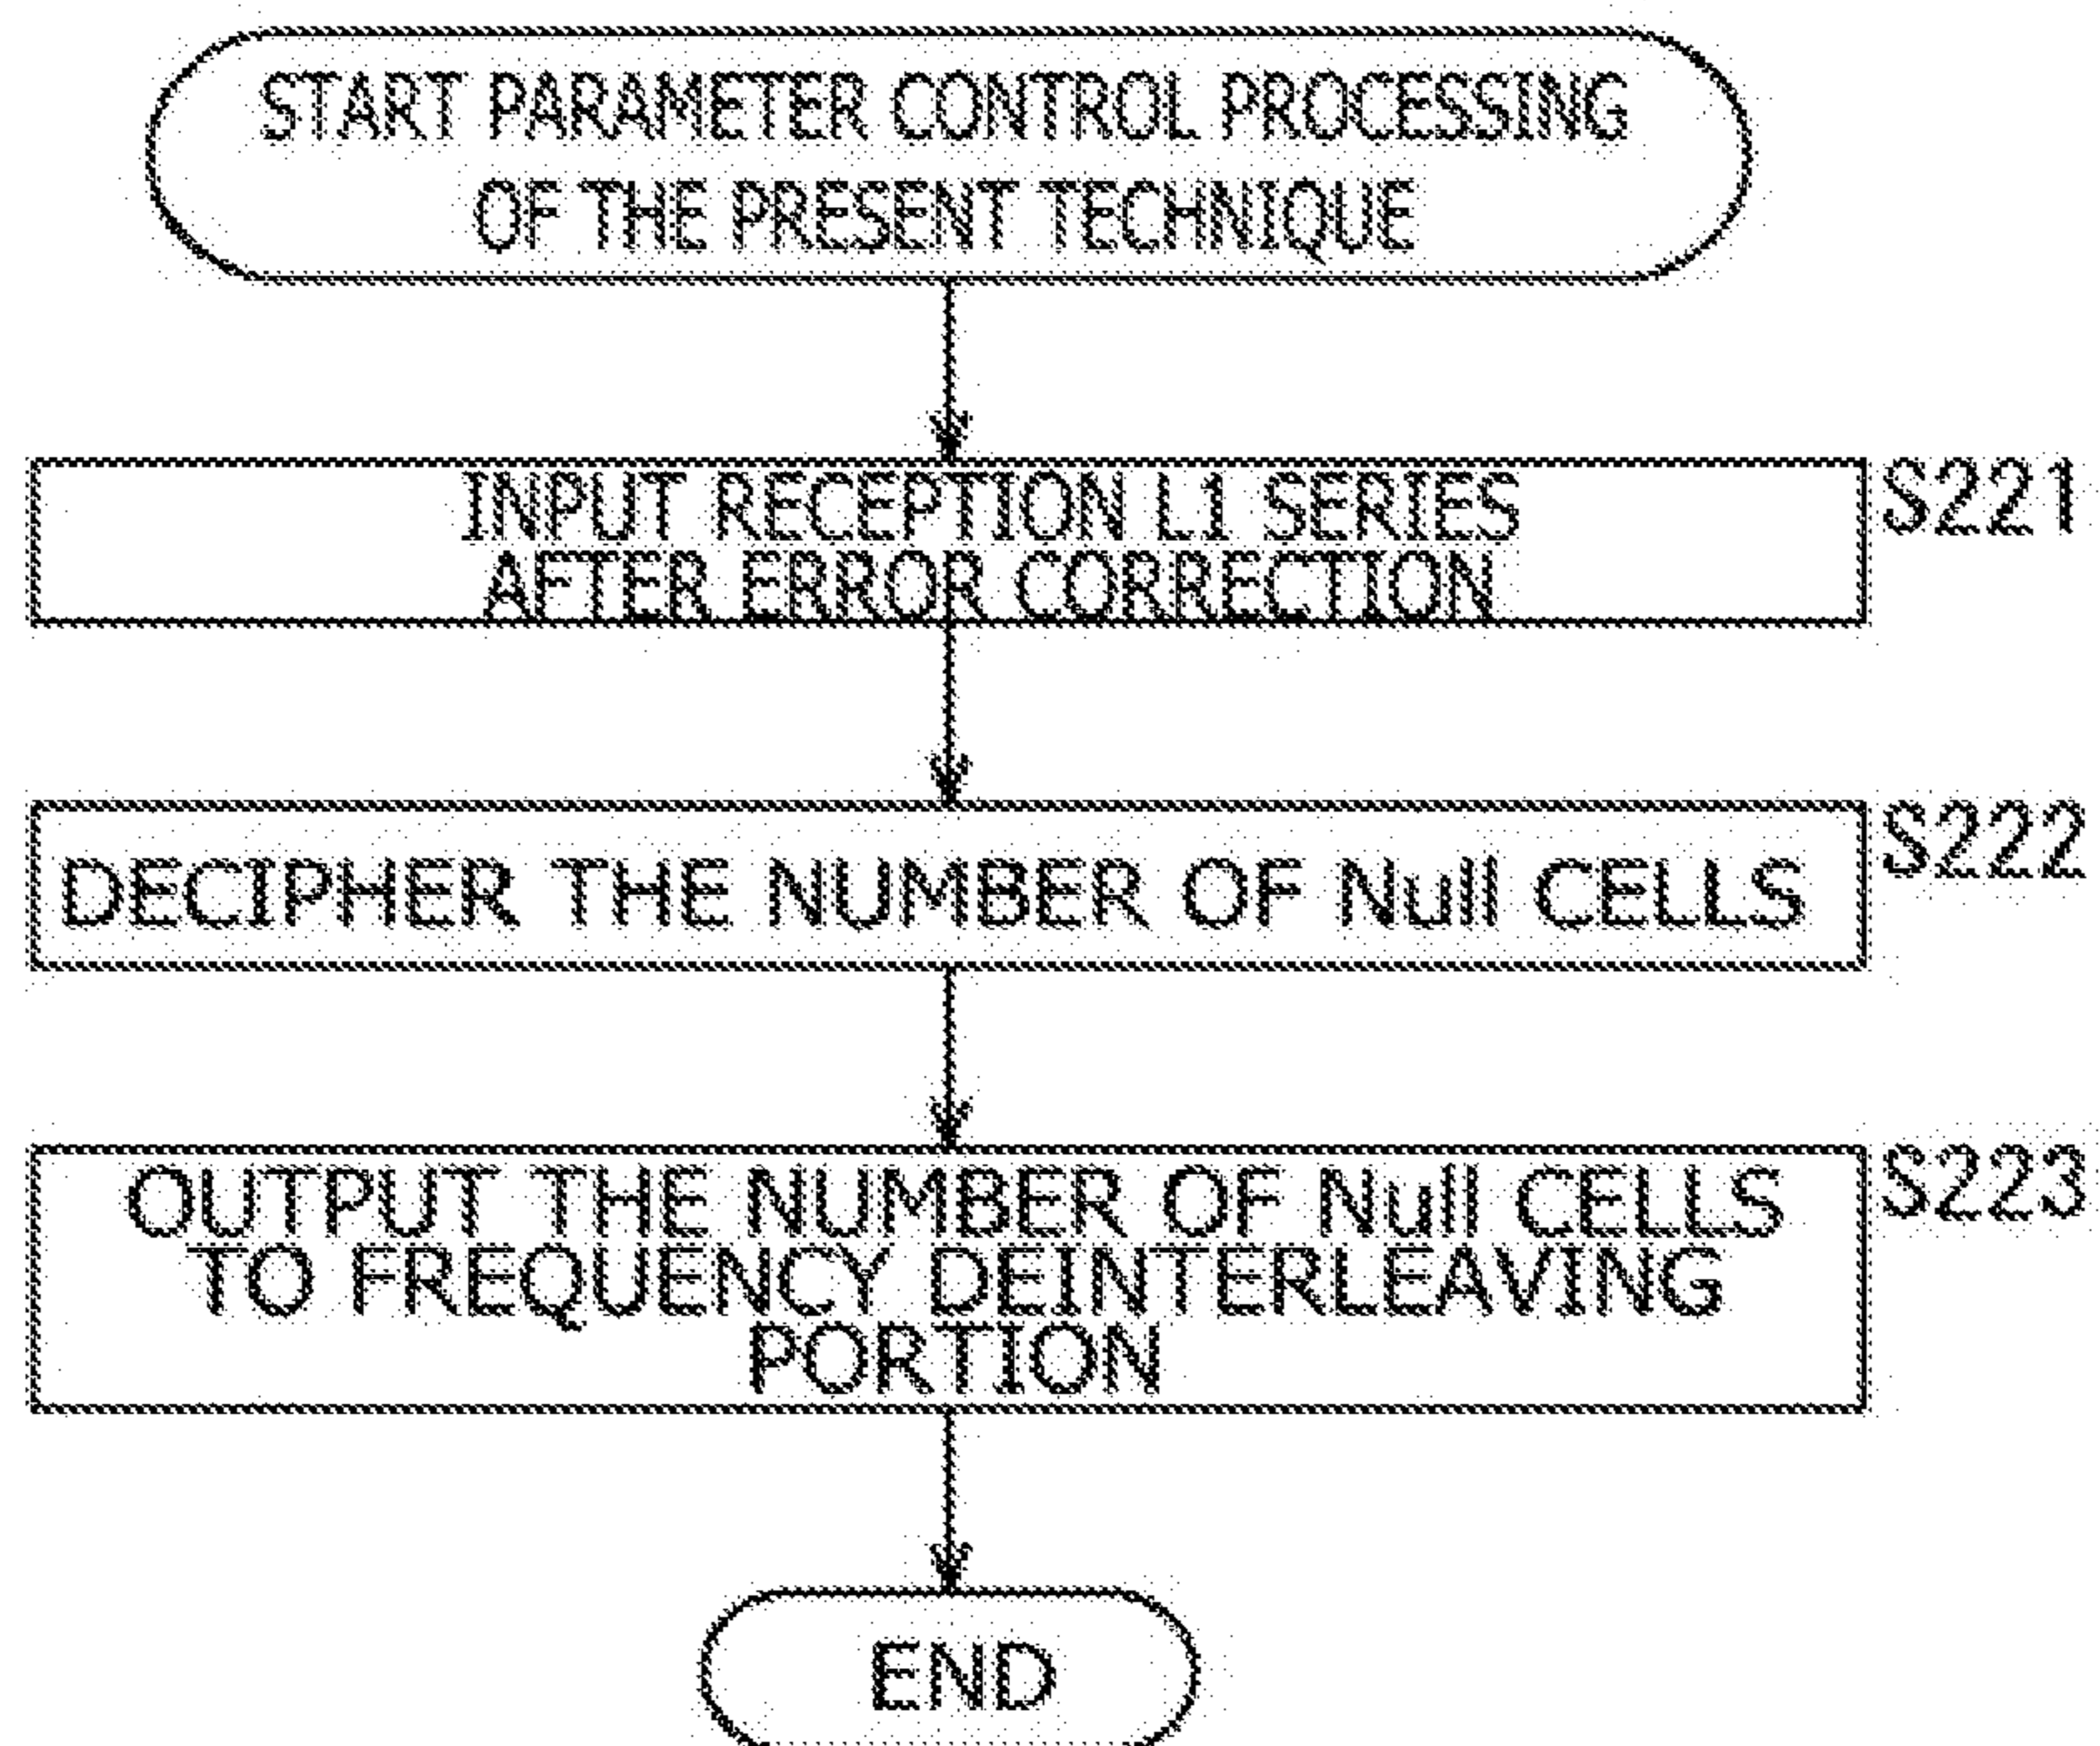 START PARAMETER CONTROL PROCESSING
OF THE PRESENT TECHNIQUE
INPUT RECEPTION L1 SERIES
AFTER ERROR CORRECTION
S221
DECIPHER THE NUMBER OF Null CELLS
S222
OUTPUT THE NUMBER OF Null CELLS
TO FREQUENCY DEINTERLEAVING
PORTION
S223
END